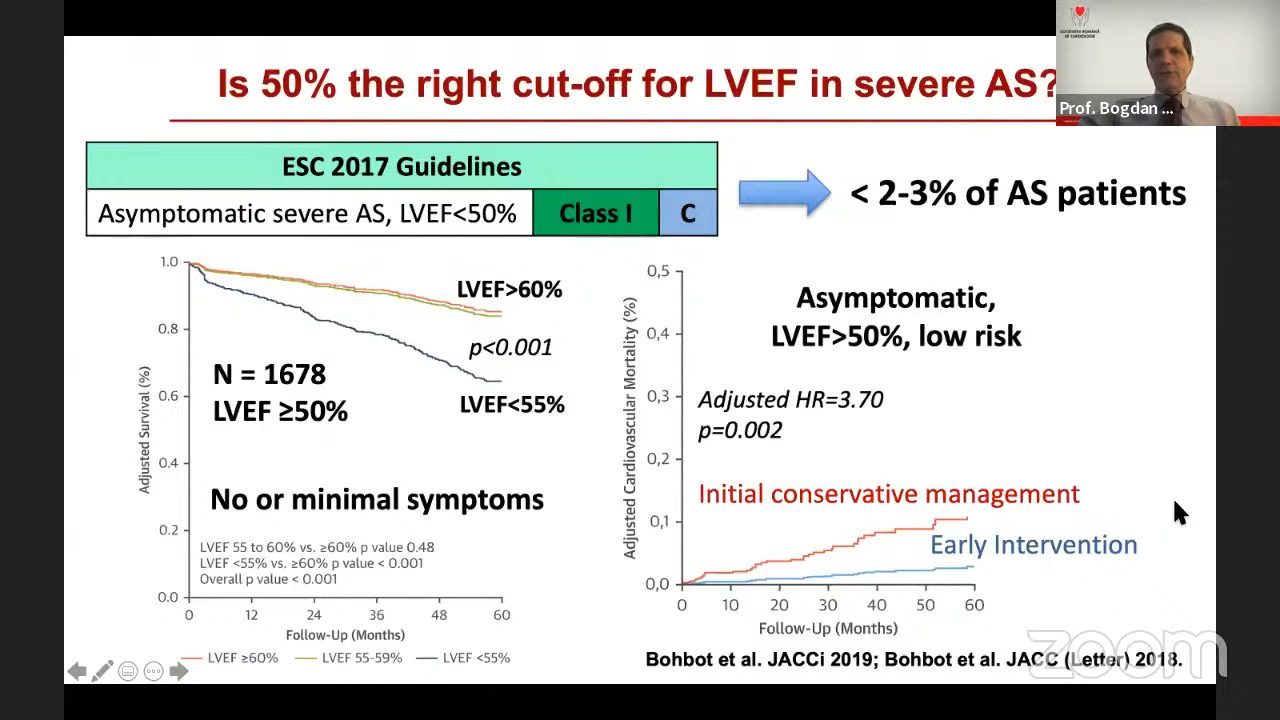 Is 50% the right cut-off for LVEF in severe AS?
SOCIETATEA ROMÂNĂ
DE CARDIOLOGIE
Prof. Bogdan ...
ESC 2017 Guidelines
Asymptomatic severe AS, LVEF<50% Class I C
< 2-3% of AS patients
1.0
0.8
0.6
0.4
0.2
0.0
Adjusted Survival (%)
LVEF>60%
p<0.001
N = 1678
LVEF ≥50%
LVEF<55%
No or minimal symptoms
LVEF 55 to 60% vs. ≥60% p value 0.48
LVEF <55% vs. ≥60% p value < 0.001
Overall p value < 0.001
0 12 24 36 48 60
Follow-Up (Months)
LVEF ≥60% LVEF 55-59% LVEF <55%
0,5
0,4
0,3
0,2
0,1
0,0
Adjusted Cardiovascular Mortality (%)
Asymptomatic,
LVEF>50%, low risk
Adjusted HR=3.70
p=0.002
Initial conservative management
Early Intervention
0 10 20 30 40 50 60
Follow-Up (Months)
zoom
Bohbot et al. JACCi 2019; Bohbot et al. JACC (Letter) 2018.